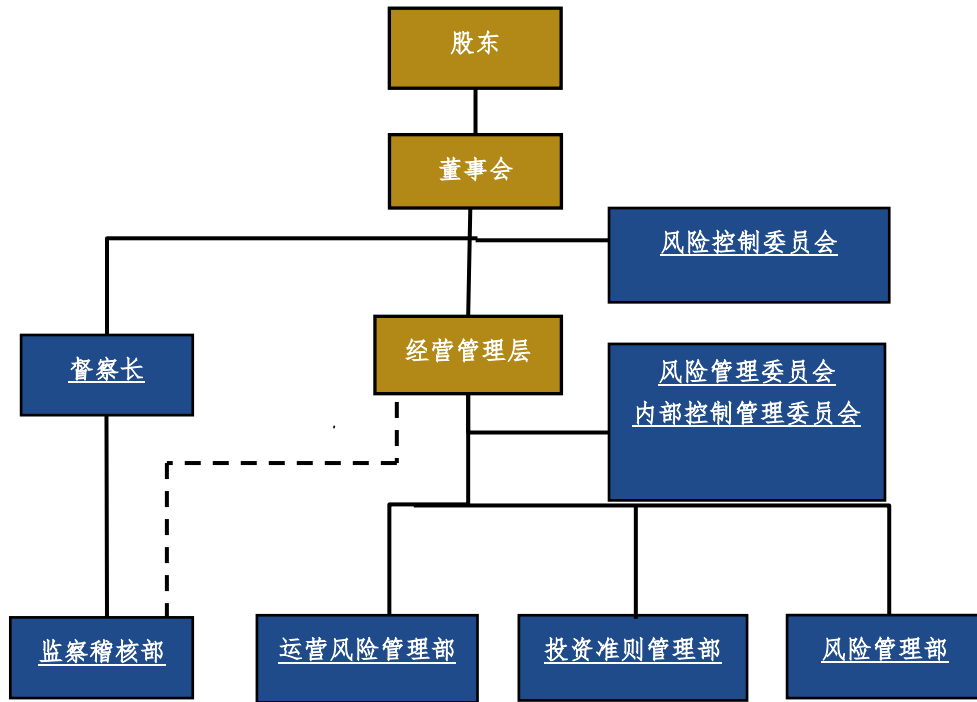 股东
董事会
风险控制委员会
督察长
经营管理层
风险管理委员会
内部控制管理委员会
监察稽核部
运营风险管理部
投资准则管理部
风险管理部